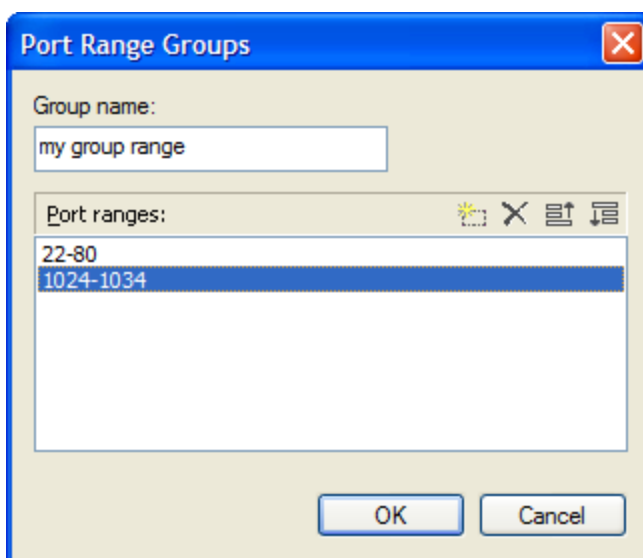 Port Range Groups
Group name:
my group range
Port ranges:
22-80
1024-1034
OK
Cancel